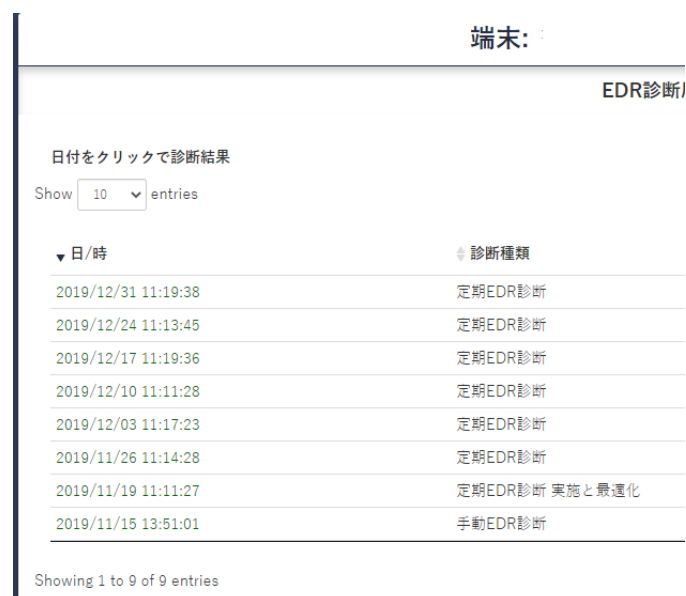 端末:
EDR診断
日付をクリックで診断結果
Show 10 entries
日/時 診断種類
2019/12/31 11:19:38 定期EDR診断
2019/12/24 11:13:45 定期EDR診断
2019/12/17 11:19:36 定期EDR診断
2019/12/10 11:11:28 定期EDR診断
2019/12/03 11:17:23 定期EDR診断
2019/11/26 11:14:28 定期EDR診断
2019/11/19 11:11:27 定期EDR診断 実施と最適化
2019/11/15 13:51:01 手動EDR診断
Showing 1 to 9 of 9 entries